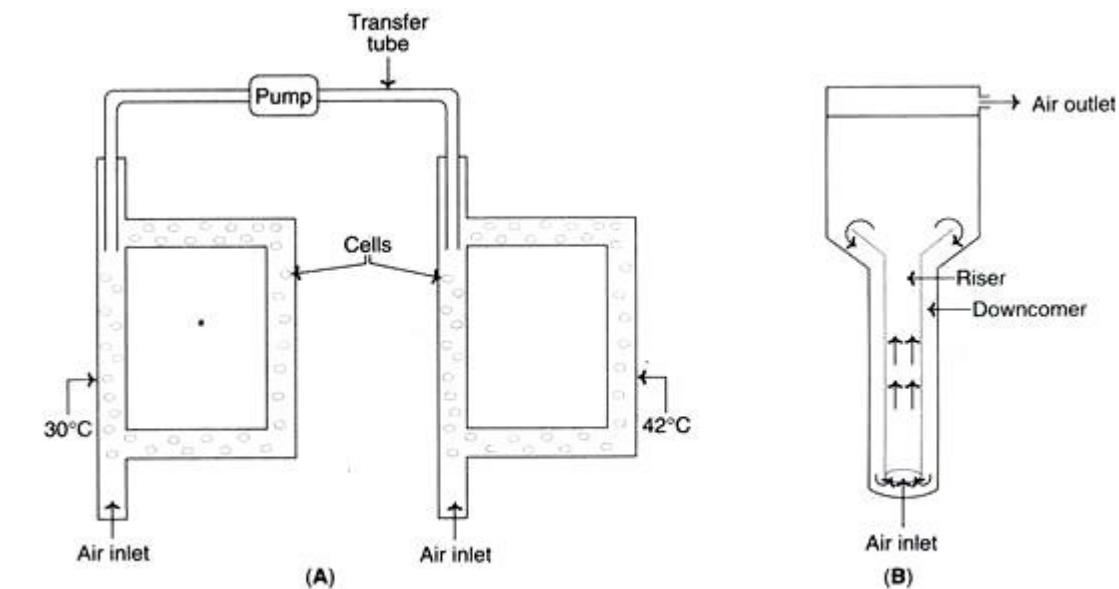 Transfer
tube
Pump
Air outlet
Cells
Riser
Downcomer
30°C
42°C
Air inlet
Air inlet
Air inlet
(A)
(B)